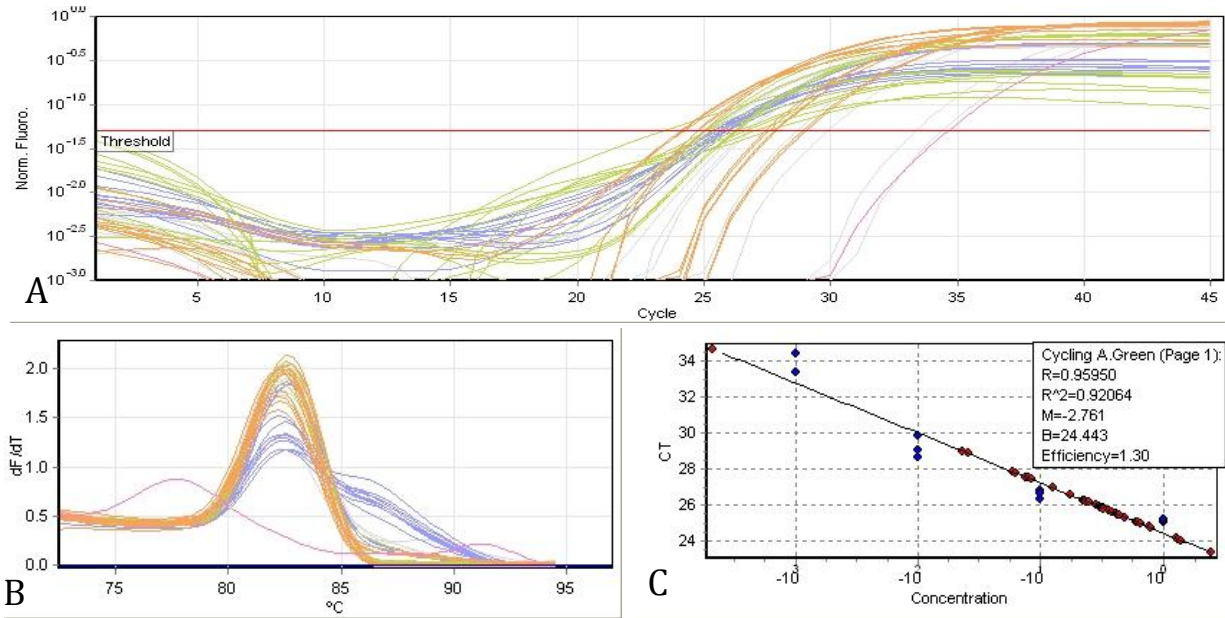 10^0.0
10^-0.5
10^-1.0
10^-1.5
10^-2.0
10^-2.5
10^-3.0
Norm. Fluoro.
Threshold
5 10 15 20 25 30 35 40 45
Cycle
A
2.0
1.5
1.0
0.5
0.0
dF/dT
75 80 85 90 95
ºC
B
34
32
30
28
26
24
CT
Cycling A.Green (Page 1):
R=0.95950
R^2=0.92064
M=-2.761
B=24.443
Efficiency=1.30
-10^3 -10 -10 10^0
Concentration
C